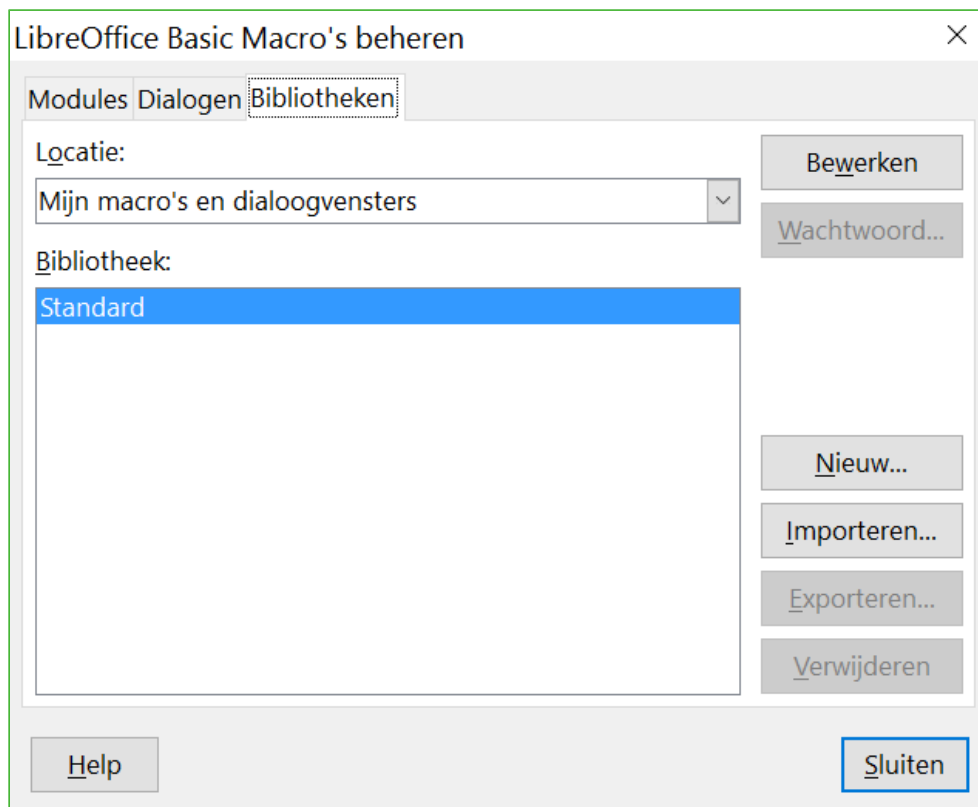 LibreOffice Basic Macro's beheren
Modules Dialogen Bibliotheken
Locatie:
Mijn macro's en dialoogvensters
Bewerken
Wachtwoord...
Bibliotheek:
Standard
Nieuw...
Importeren...
Exporteren...
Verwijderen
Help
Sluiten